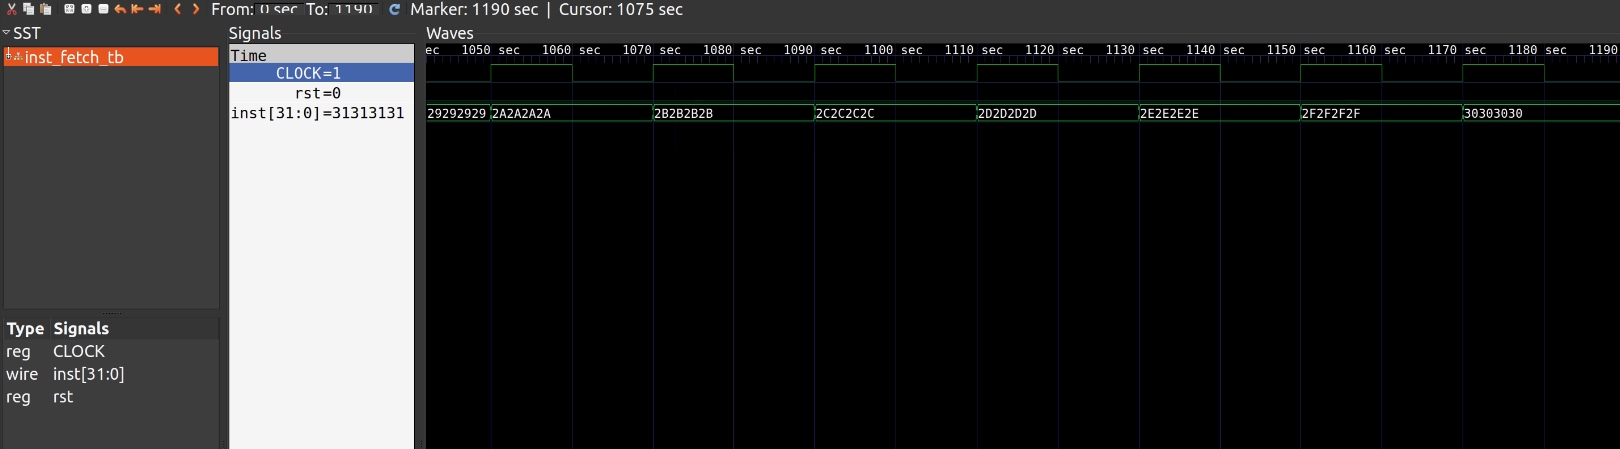 From: 0 sec To: 1190 Marker: 1190 sec | Cursor: 1075 sec
SST
inst_fetch_tb
Type Signals
reg CLOCK
wire inst[31:0]
reg rst
Signals
Time
CLOCK=1
rst=0
inst[31:0]=31313131
Waves
ec 1050 sec 1060 sec 1070 sec 1080 sec 1090 sec 1100 sec 1110 sec 1120 sec 1130 sec 1140 sec 1150 sec 1160 sec 1170 sec 1180 sec 1190
29292929 2A2A2A2A 2B2B2B2B 2C2C2C2C 2D2D2D2D 2E2E2E2E 2F2F2F2F 30303030